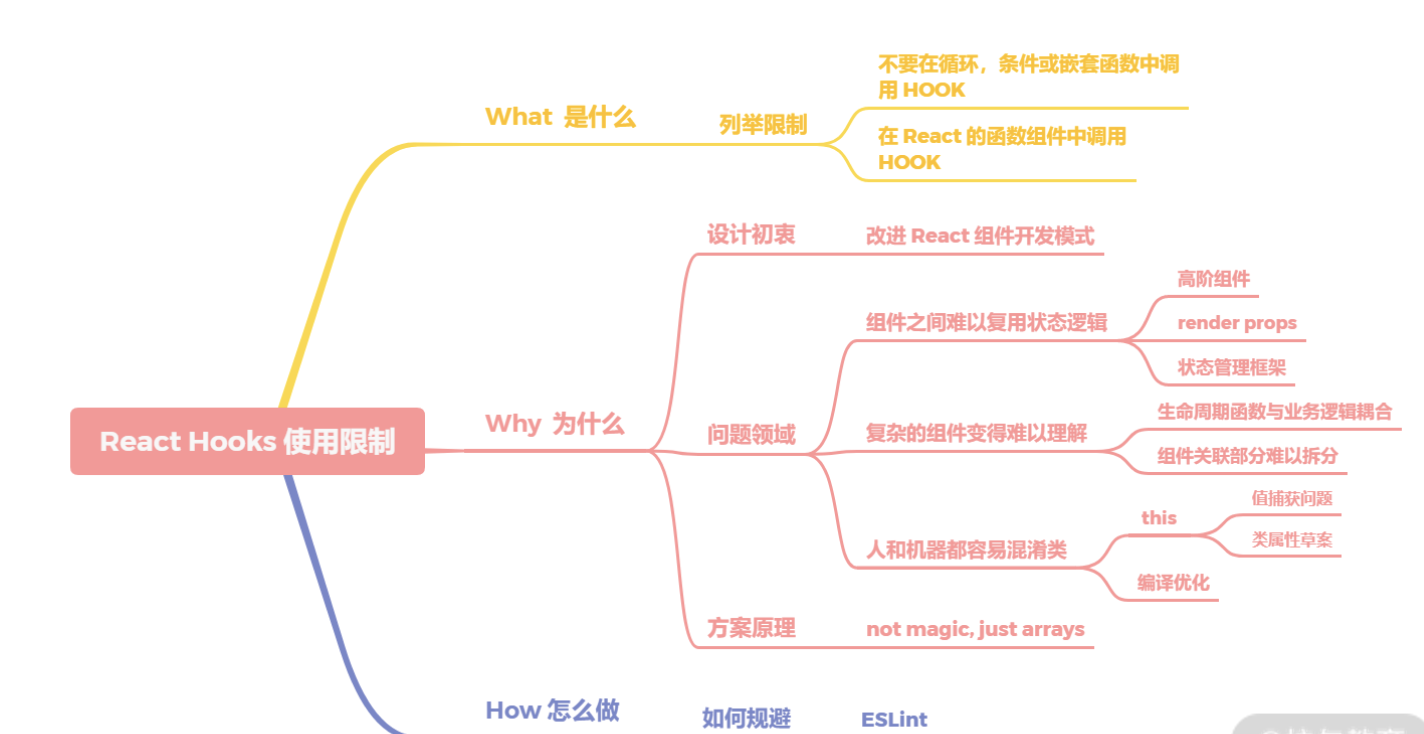 不要在循环，条件或嵌套函数中调
用 HOOK
What 是什么
列举限制
在 React 的函数组件中调用
HOOK
设计初衷
改进 React 组件开发模式
高阶组件
组件之间难以复用状态逻辑
render props
状态管理框架
生命周期函数与业务逻辑耦合
Why 为什么
问题领域
复杂的组件变得难以理解
React Hooks 使用限制
组件关联部分难以拆分
值捕获问题
this
类属性草案
人和机器都容易混淆类
编译优化
方案原理
not magic, just arrays
How 怎么做
如何规避
ESLint